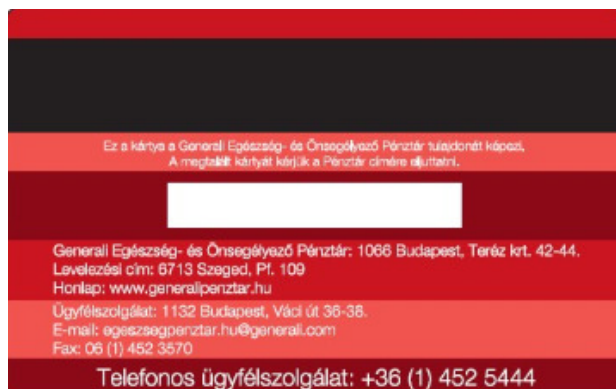 Ez a kártya a Generali Egészség- és Önsegélyező Pénztár tulajdonát képezi.
A megtalált kártyát kérjük a Pénztár címére eljuttatni.
Generali Egészség- és Önsegélyező Pénztár: 1066 Budapest, Teréz krt. 42-44.
Levelezési cím: 6713 Szeged, Pf. 109
Honlap: www.generalipenztar.hu
Ügyfélszolgálat: 1132 Budapest, Váci út 36-38.
E-mail: egeszsegpenztar.hu@generali.com
Fax: 06 (1) 452 3570
Telefonos ügyfélszolgálat: +36 (1) 452 5444